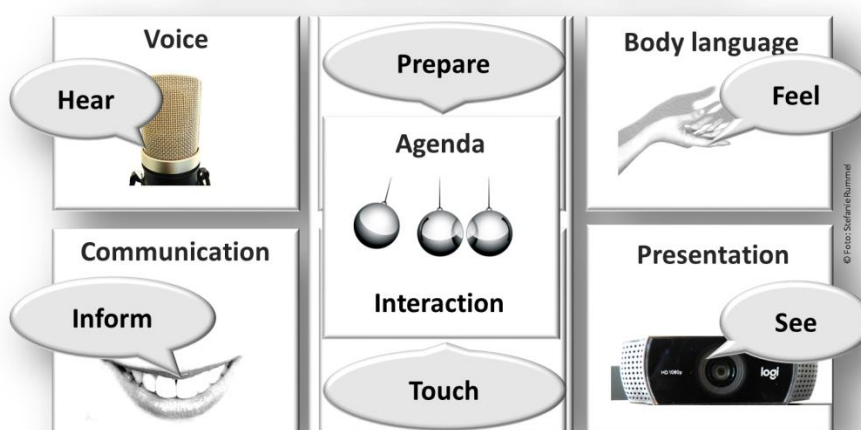 Voice
Hear
Prepare
Body language
Feel
Agenda
Interaction
Communication
Inform
Touch
Presentation
See
HD 1080p
logi
© Foto: Stefanie Rummel